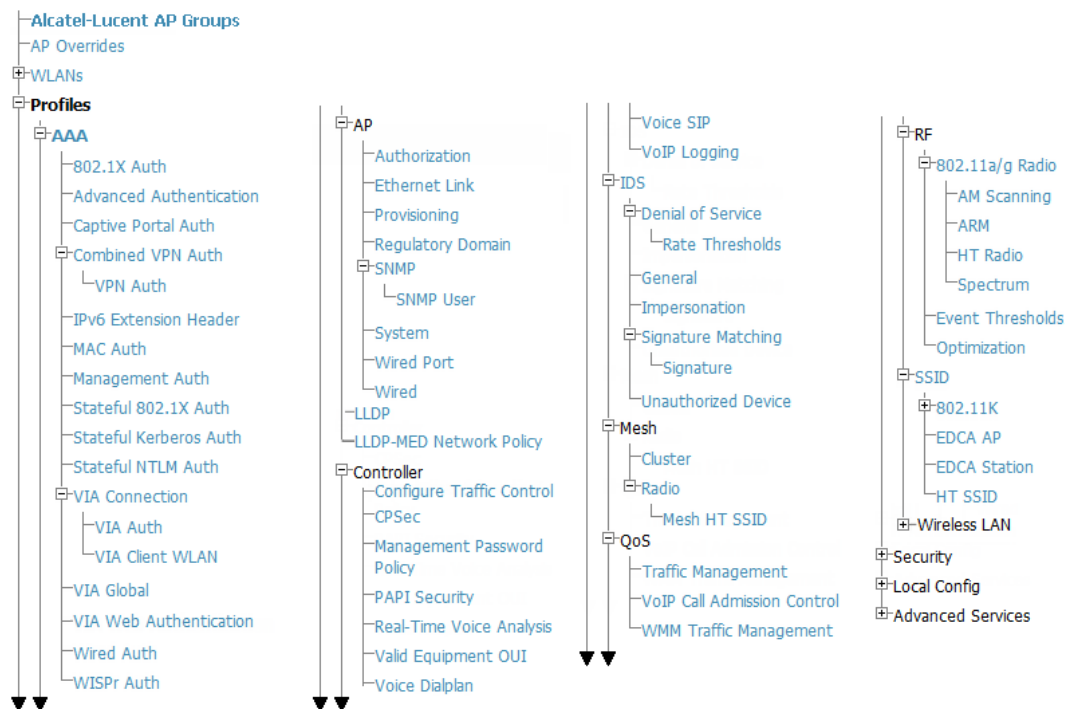 Alcatel-Lucent AP Groups
AP Overrides
WLANs
Profiles
AAA
802.1X Auth
Advanced Authentication
Captive Portal Auth
Combined VPN Auth
VPN Auth
IPv6 Extension Header
MAC Auth
Management Auth
Stateful 802.1X Auth
Stateful Kerberos Auth
Stateful NTLM Auth
VIA Connection
VIA Auth
VIA Client WLAN
VIA Global
VIA Web Authentication
Wired Auth
WISPr Auth
AP
Authorization
Ethernet Link
Provisioning
Regulatory Domain
SNMP
SNMP User
System
Wired Port
Wired
LLDP
LLDP-MED Network Policy
Controller
Configure Traffic Control
CPSec
Management Password
Policy
PAPI Security
Real-Time Voice Analysis
Valid Equipment OUI
Voice Dialplan
Voice SIP
VoIP Logging
IDS
Denial of Service
Rate Thresholds
General
Impersonation
Signature Matching
Signature
Unauthorized Device
Mesh
Cluster
Radio
Mesh HT SSID
QoS
Traffic Management
VoIP Call Admission Control
WMM Traffic Management
RF
802.11a/g Radio
AM Scanning
ARM
HT Radio
Spectrum
Event Thresholds
Optimization
SSID
802.11K
EDCA AP
EDCA Station
HT SSID
Wireless LAN
Security
Local Config
Advanced Services